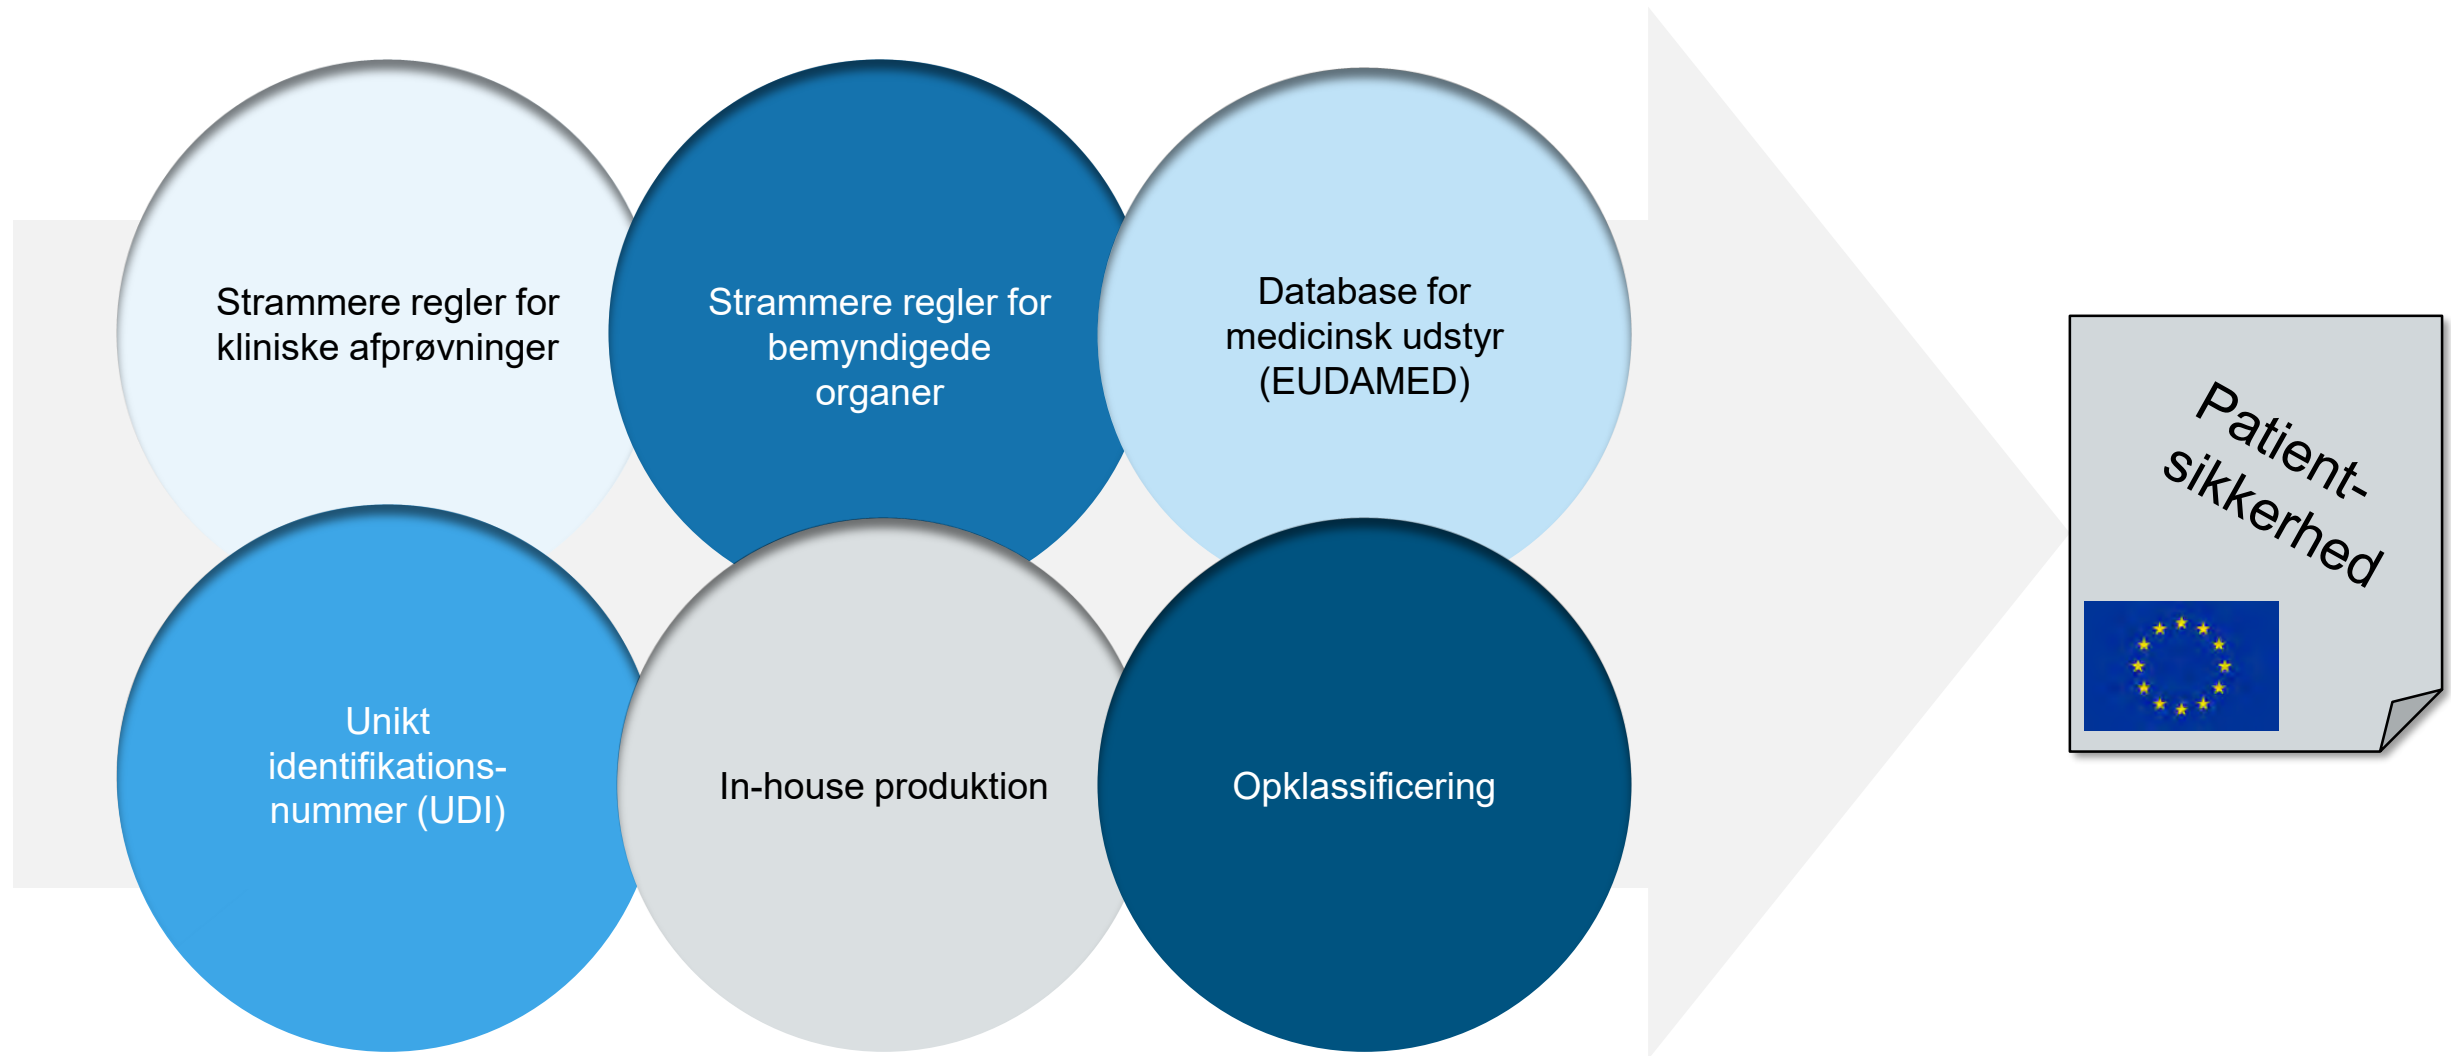 Strammere regler for
kliniske afprøvninger
Strammere regler for
bemyndigede
organer
Database for
medicinsk udstyr
(EUDAMED)
Unikt
identifikations-
nummer (UDI)
In-house produktion
Opklassificering
Patient-
sikkerhed